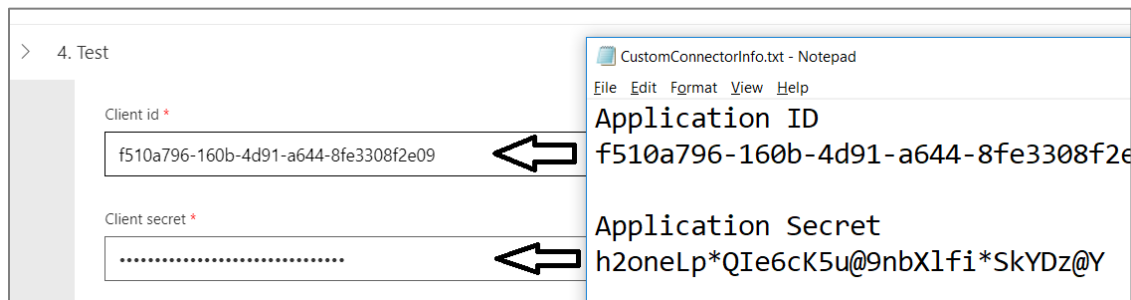 4. Test
Client id *
f510a796-160b-4d91-a644-8fe3308f2e09
Client secret *
••••••••••••••••••••••••••••••••
CustomConnectorInfo.txt - Notepad
File Edit Format View Help
Application ID
f510a796-160b-4d91-a644-8fe3308f2e
Application Secret
h2oneLp*QIe6cK5u@9nbXlfi*SkYDz@Y